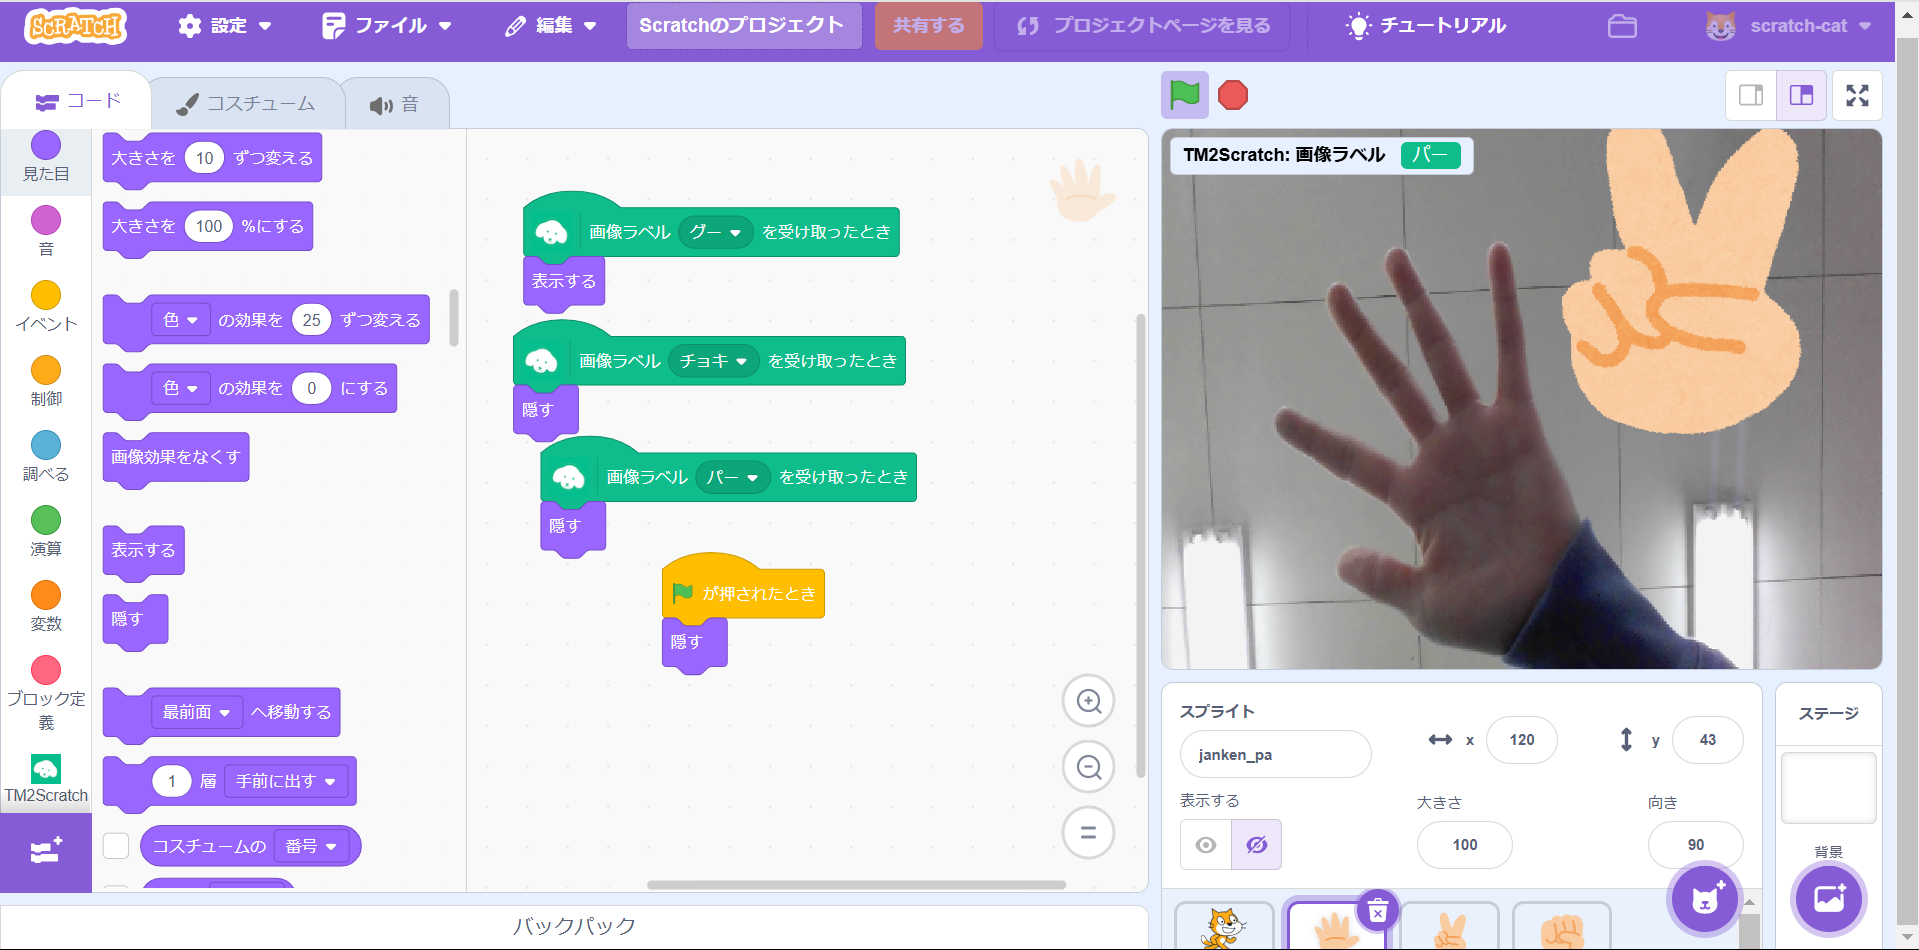 SCRATCH 設定 ファイル 編集 Scratchのプロジェクト 共有する プロジェクトページを見る チュートリアル scratch-cat
コード コスチューム 音
見た目
音
イベント
制御
調べる
演算
変数
ブロック定
義
TM2Scratch
大きさを 10 ずつ変える
大きさを 100 %にする
色 の効果を 25 ずつ変える
色 の効果を 0 にする
画像効果をなくす
表示する
隠す
最前面 へ移動する
1 層 手前に出す
コスチュームの 番号
画像ラベル グー を受け取ったとき
表示する
画像ラベル チョキ を受け取ったとき
隠す
画像ラベル パー を受け取ったとき
隠す
が押されたとき
隠す
バックパック
TM2Scratch: 画像ラベル パー
スプライト
janken_pa
x 120
y 43
表示する
大きさ
100
向き
90
ステージ
背景